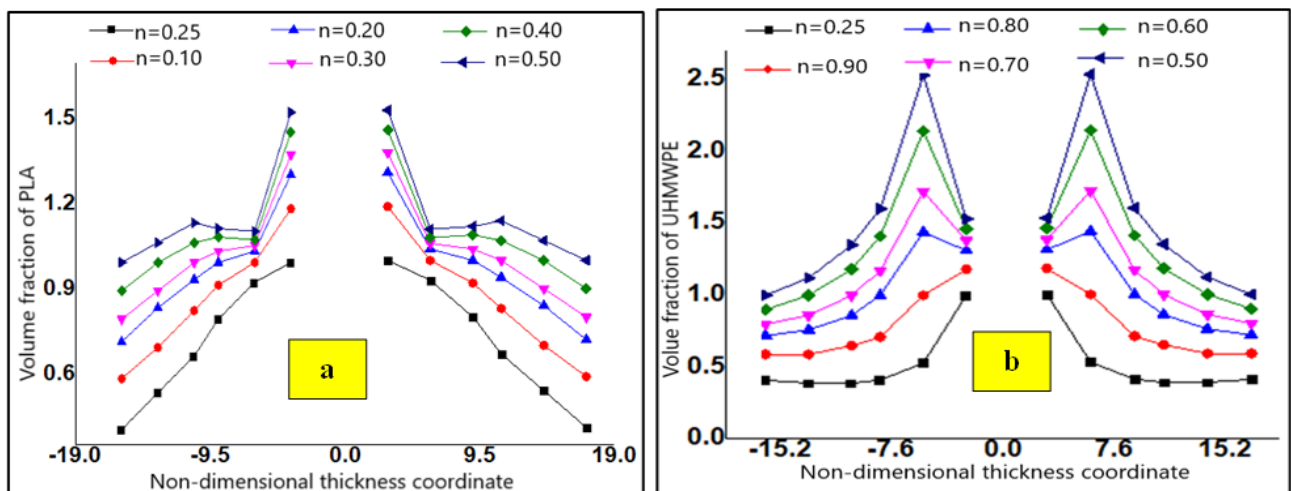 n=0.25 n=0.20 n=0.40
n=0.10 n=0.30 n=0.50
Volume fraction of PLA
1.5
1.2
0.9
0.6
a
-19.0 -9.5 0.0 9.5 19.0
Non-dimensional thickness coordinate
n=0.25 n=0.80 n=0.60
n=0.90 n=0.70 n=0.50
Volue fraction of UHMWPE
2.5
2.0
1.5
1.0
0.5
0.0
b
-15.2 -7.6 0.0 7.6 15.2
Non-dimensional thickness coordinate